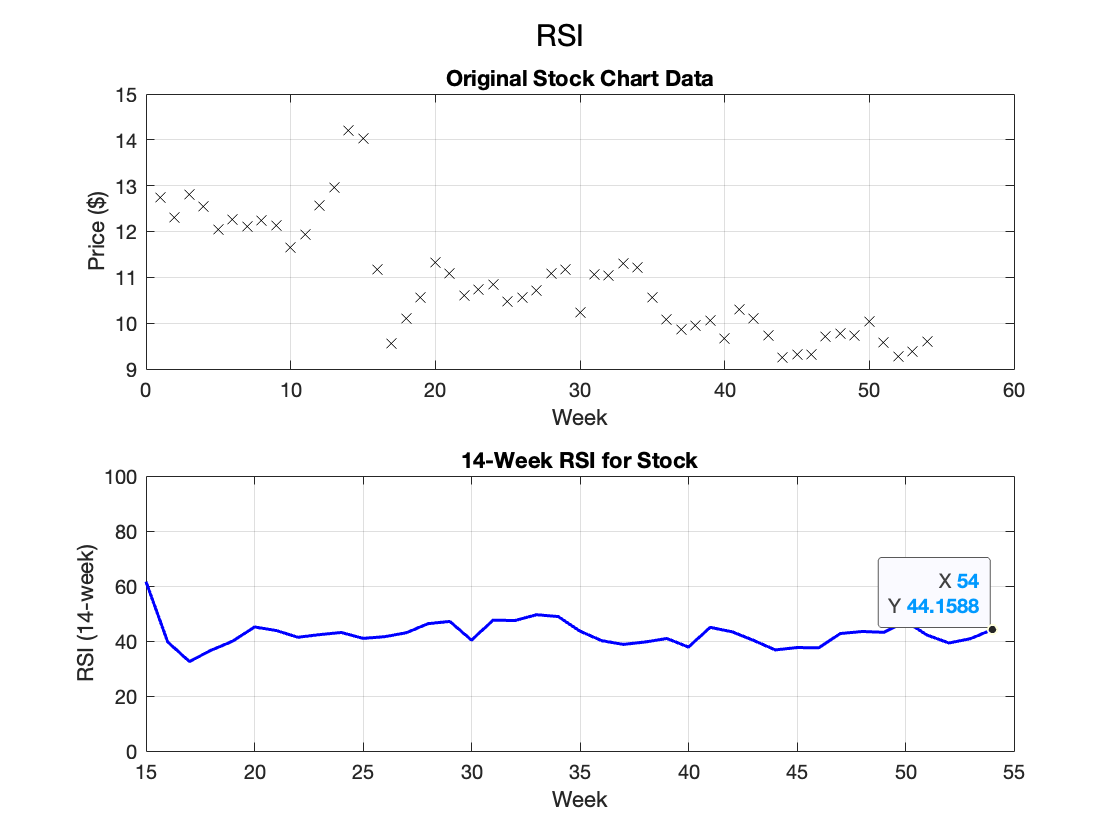 RSI
Original Stock Chart Data
15
14
13
12
11
10
9
Price ($)
0 10 20 30 40 50 60
Week
14-Week RSI for Stock
100
80
60
40
20
0
RSI (14-week)
X 54
Y 44.1588
15 20 25 30 35 40 45 50 55
Week